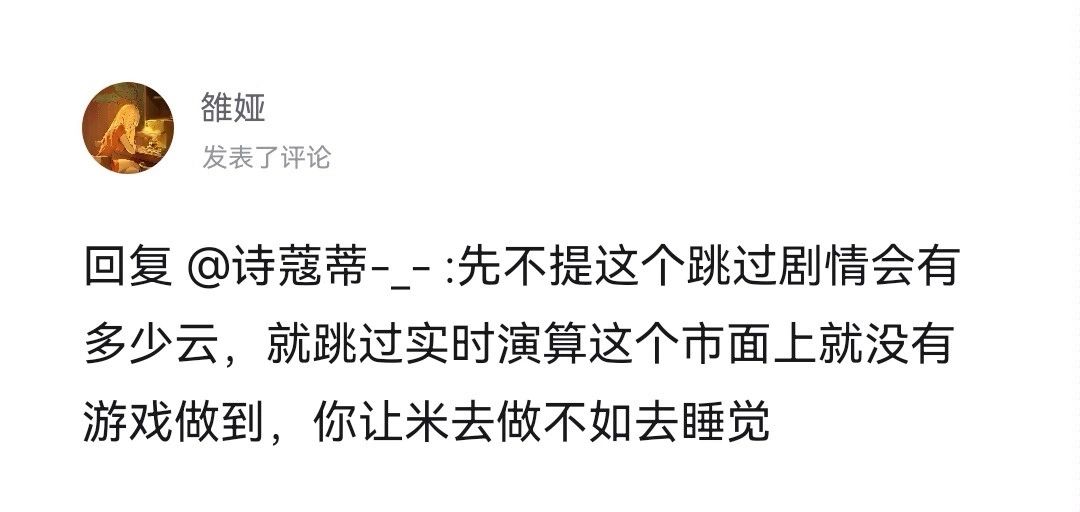 雒娅
发表了评论
回复 @诗蔻蒂-_- :先不提这个跳过剧情会有
多少云，就跳过实时演算这个市面上就没有
游戏做到，你让米去做不如去睡觉